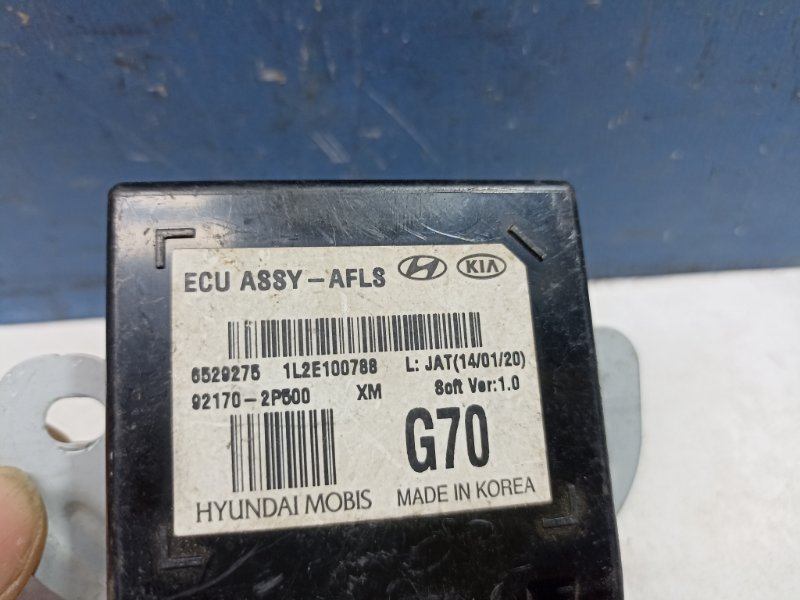 ECU ASSY-AFLS KIA
6529275 1L2E100788 L: JAT(14/01/20)
92170-2P500 XM Soft Ver:1.0
G70
HYUNDAI MOBIS MADE IN KOREA